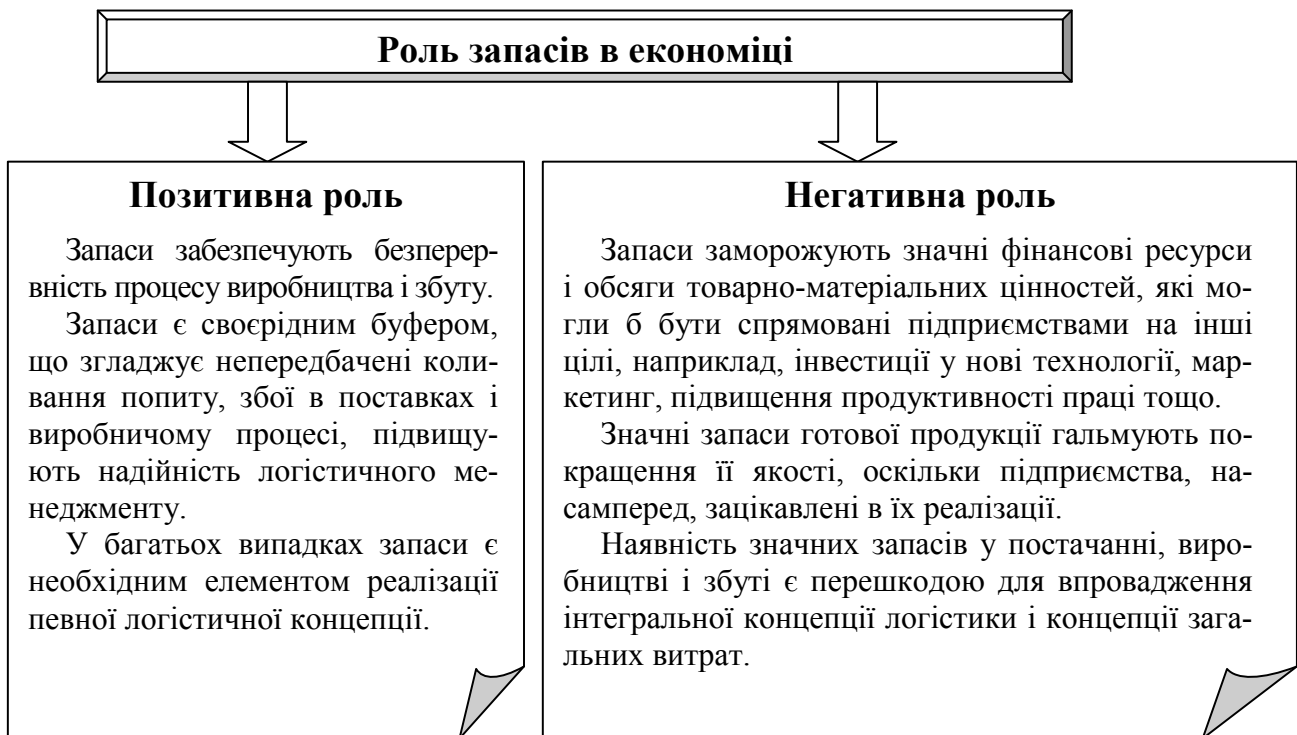 Роль запасів в економіці
Позитивна роль
Запаси забезпечують безперер-
вність процесу виробництва і збуту.
Запаси є своєрідним буфером,
що згладжує непередбачені коли-
вання попиту, збої в поставках і
виробничому процесі, підвищу-
ють надійність логістичного ме-
неджменту.
У багатьох випадках запаси є
необхідним елементом реалізації
певної логістичної концепції.
Негативна роль
Запаси заморожують значні фінансові ресурси
і обсяги товарно-матеріальних цінностей, які мо-
гли б бути спрямовані підприємствами на інші
цілі, наприклад, інвестиції у нові технології, мар-
кетинг, підвищення продуктивності праці тощо.
Значні запаси готової продукції гальмують по-
кращення її якості, оскільки підприємства, на-
самперед, зацікавлені в їх реалізації.
Наявність значних запасів у постачанні, виро-
бництві і збуті є перешкодою для впровадження
інтегральної концепції логістики і концепції зага-
льних витрат.